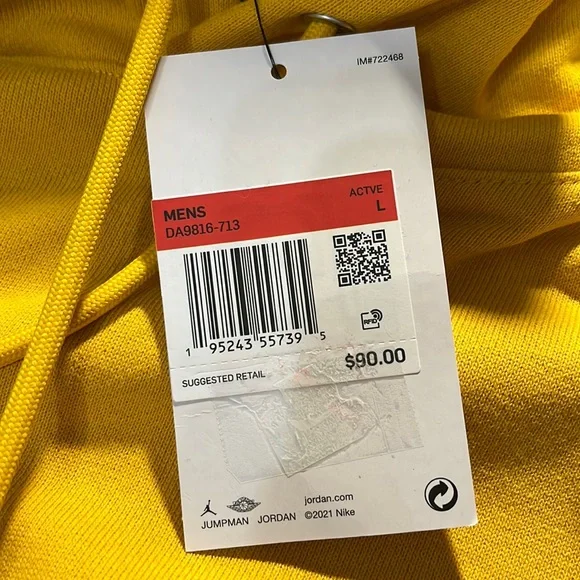 IM#722468
MENS
ACTVE
DA9816-713
L
RFID
1 95243 55739 5
SUGGESTED RETAIL
$90.00
jordan.com
JUMPMAN JORDAN ©2021 Nike